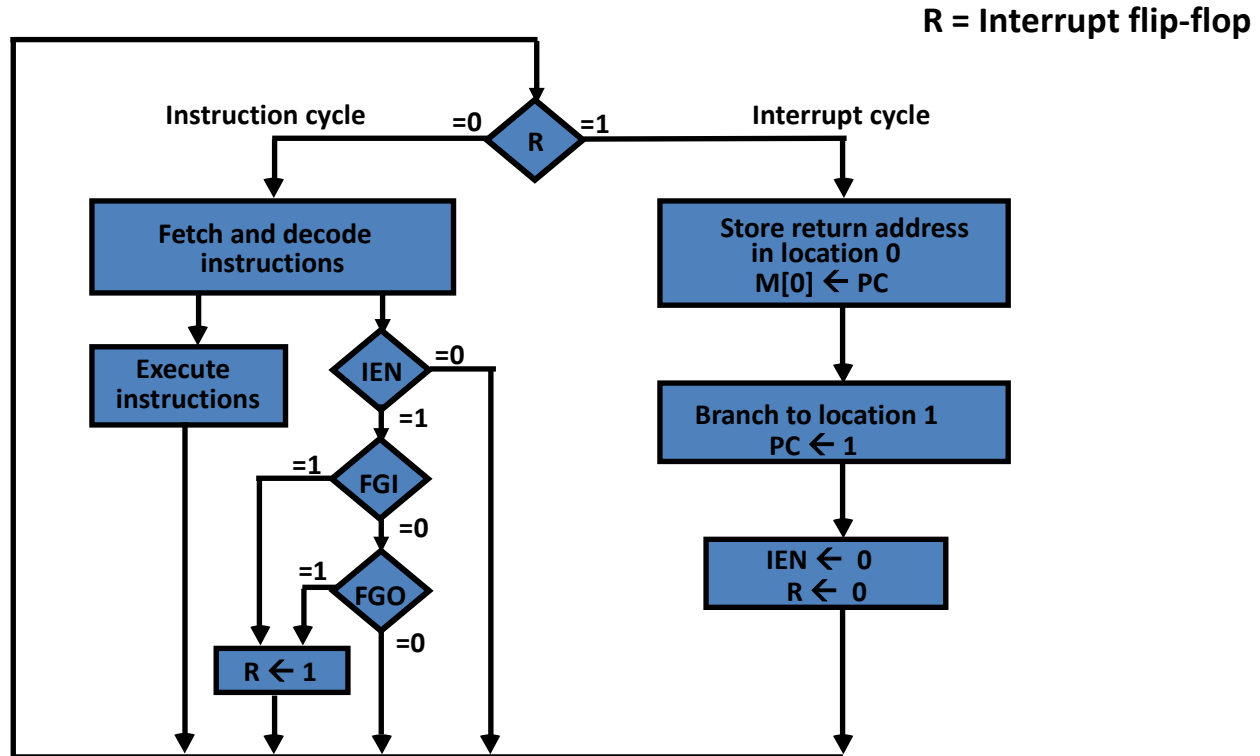 R = Interrupt flip-flop
Instruction cycle
=0
R
=1
Interrupt cycle
Fetch and decode
instructions
Store return address
in location 0
M[0] ← PC
Execute
instructions
IEN
=0
=1
Branch to location 1
PC ← 1
=1
FGI
=0
IEN ← 0
R ← 0
=1
FGO
=0
R ← 1